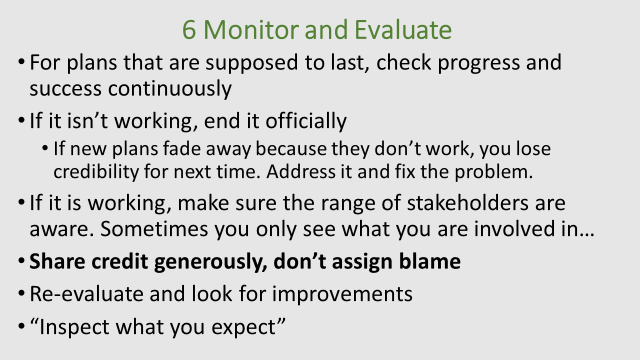 6 Monitor and Evaluate
• For plans that are supposed to last, check progress and
success continuously
• If it isn’t working, end it officially
• If new plans fade away because they don’t work, you lose
credibility for next time. Address it and fix the problem.
• If it is working, make sure the range of stakeholders are
aware. Sometimes you only see what you are involved in…
• Share credit generously, don’t assign blame
• Re-evaluate and look for improvements
• “Inspect what you expect”